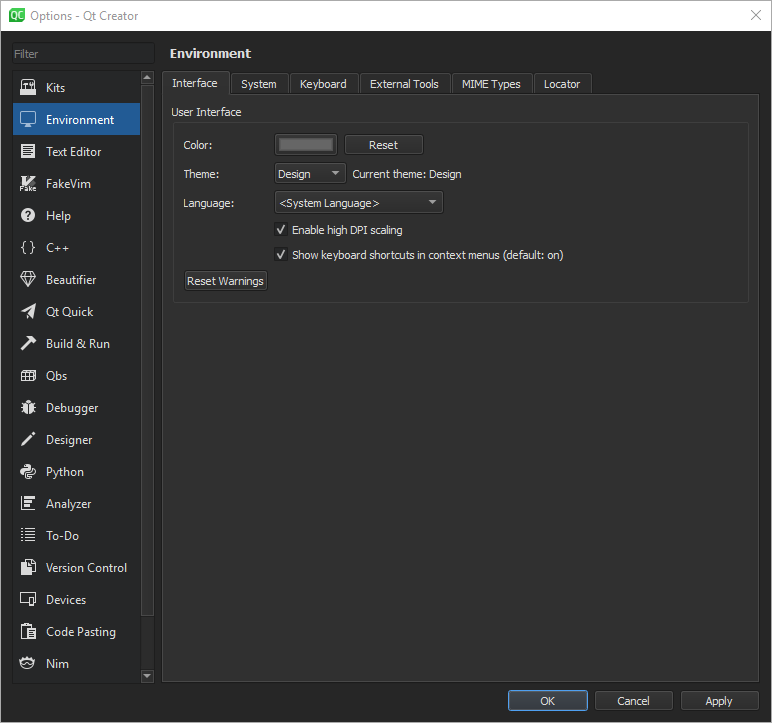 QC Options - Qt Creator
Filter
Kits
Environment
Text Editor
Fake
FakeVim
Help
C++
Beautifier
Qt Quick
Build & Run
Qbs
Debugger
Designer
Python
Analyzer
To-Do
Version Control
Devices
Code Pasting
Nim
Environment
Interface System Keyboard External Tools MIME Types Locator
User Interface
Color: Reset
Theme: Design Current theme: Design
Language: <System Language>
Enable high DPI scaling
Show keyboard shortcuts in context menus (default: on)
Reset Warnings
OK Cancel Apply